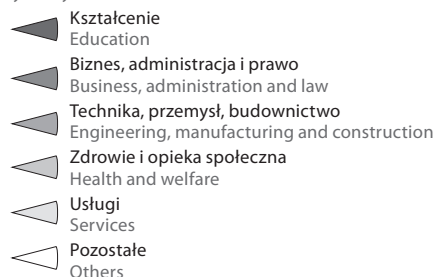 Kształcenie
Education
Biznes, administracja i prawo
Business, administration and law
Technika, przemysł, budownictwo
Engineering, manufacturing and construction
Zdrowie i opieka społeczna
Health and welfare
Usługi
Services
Pozostałe
Others